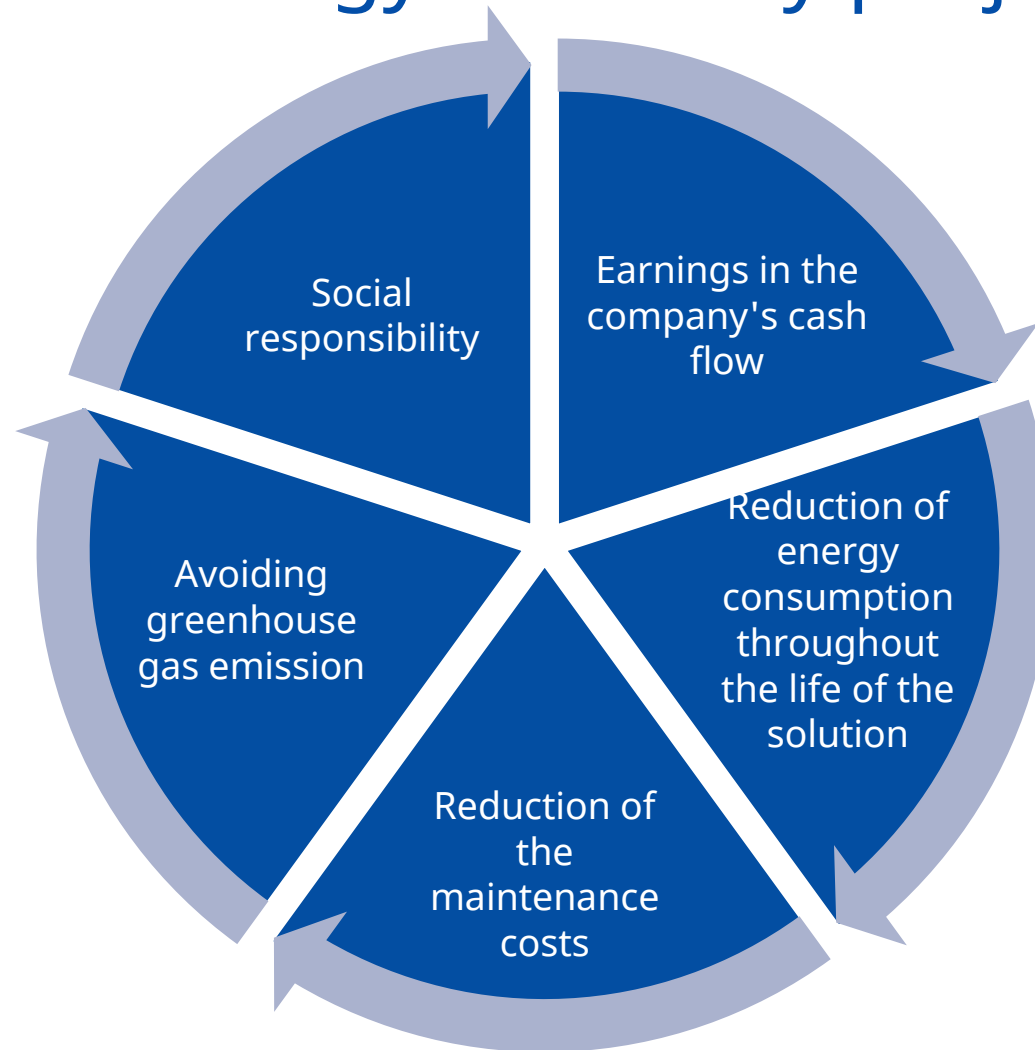 Earnings in the
company's cash
flow
Reduction of
energy
consumption
throughout
the life of the
solution
Reduction of
the
maintenance
costs
Avoiding
greenhouse
gas emission
Social
responsibility